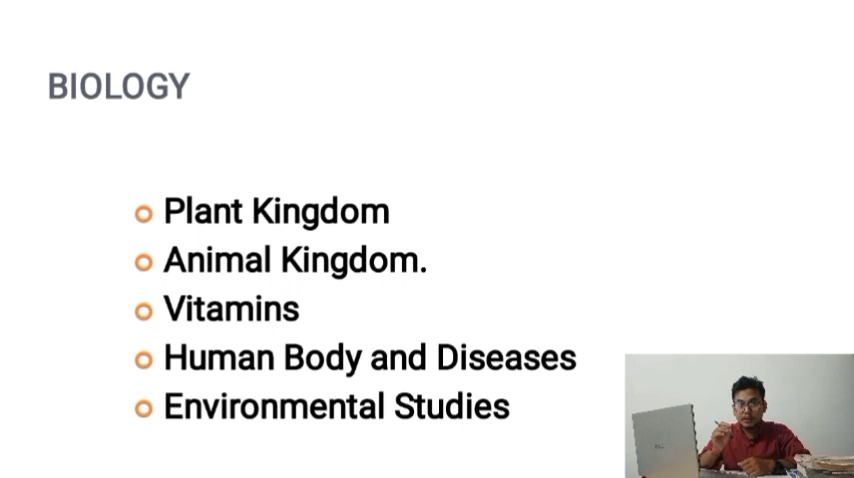 BIOLOGY
Plant Kingdom
Animal Kingdom.
Vitamins
Human Body and Diseases
Environmental Studies